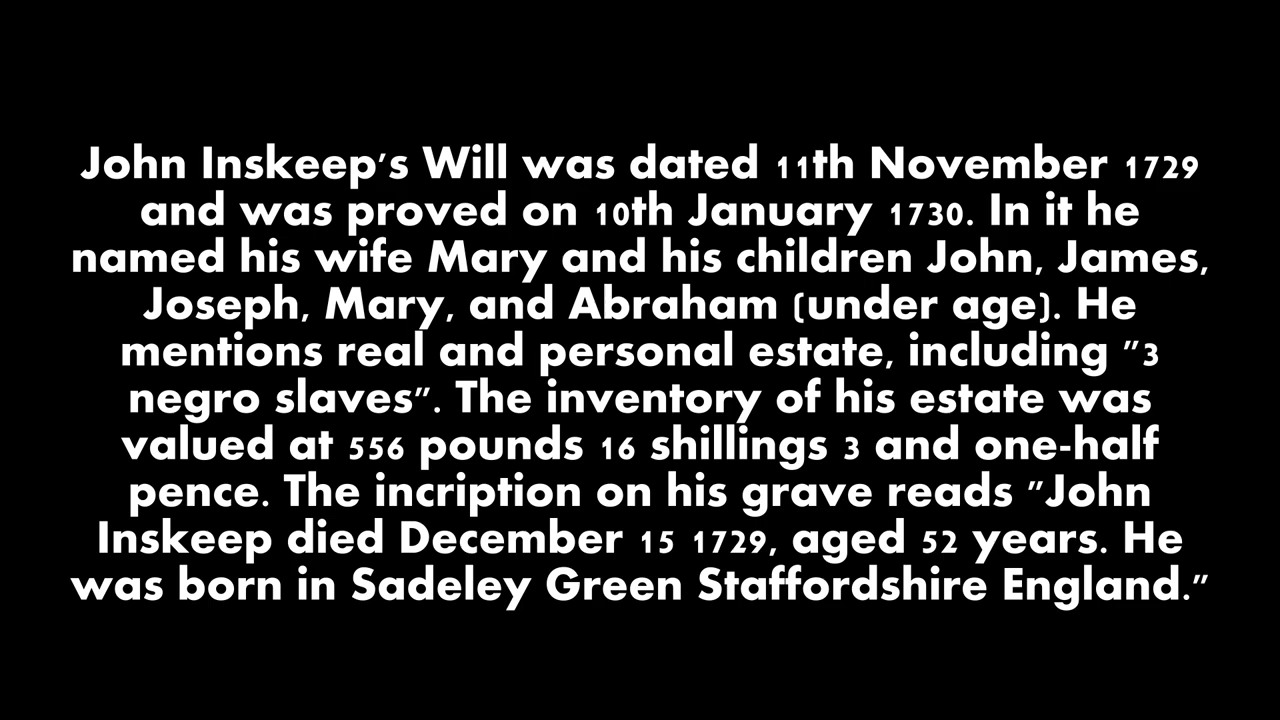 John Inskeep's Will was dated 11th November 1729
and was proved on 10th January 1730. In it he
named his wife Mary and his children John, James,
Joseph, Mary, and Abraham (under age). He
mentions real and personal estate, including "3
negro slaves". The inventory of his estate was
valued at 556 pounds 16 shillings 3 and one-half
pence. The incription on his grave reads "John
Inskeep died December 15 1729, aged 52 years. He
was born in Sadeley Green Staffordshire England."